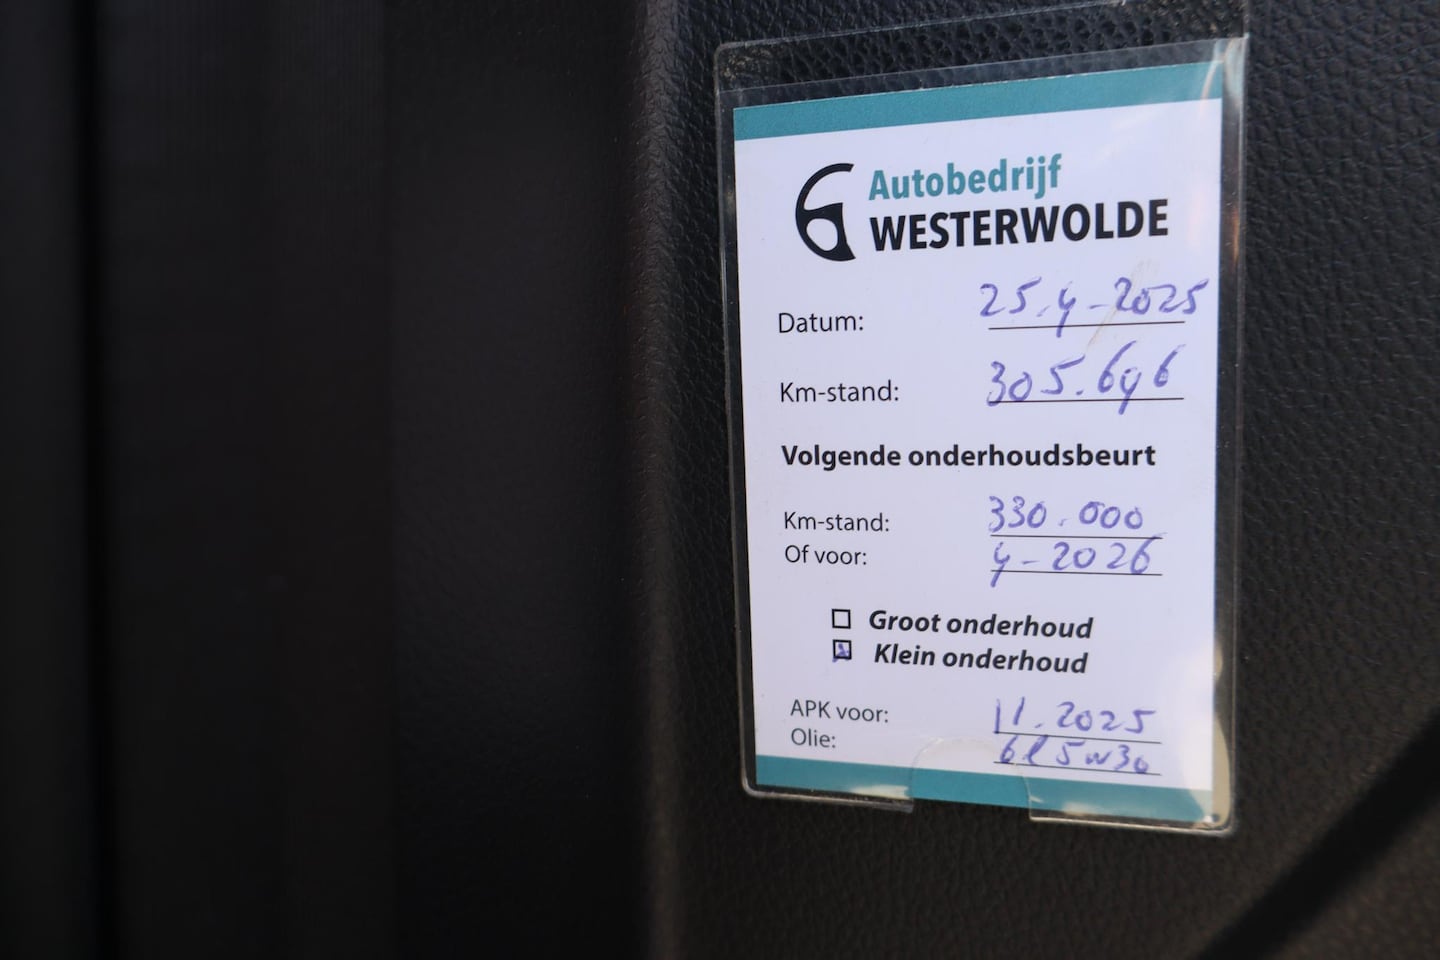 Autobedrijf
WESTERWOLDE
Datum: 25.4-2025
Km-stand: 305.696
Volgende onderhoudsbeurt
Km-stand: 330.000
Of voor: 4-2026
Groot onderhoud
Klein onderhoud
APK voor: 11.2025
Olie: 6l 5w30